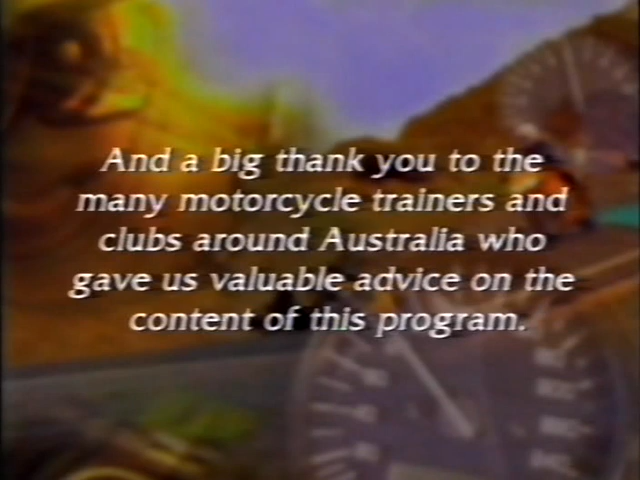 And a big thank you to the
many motorcycle trainers and
clubs around Australia who
gave us valuable advice on the
content of this program.